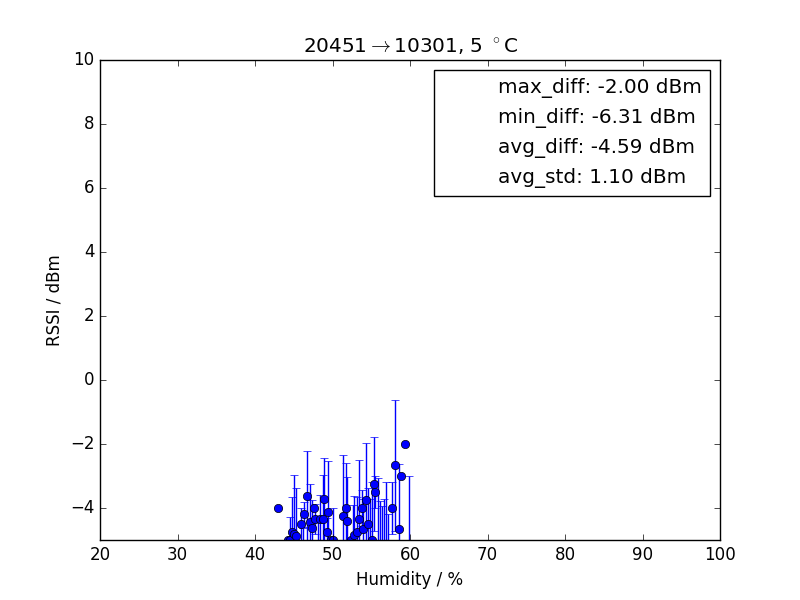 20451→10301, 5 °C
max_diff: -2.00 dBm
min_diff: -6.31 dBm
avg_diff: -4.59 dBm
avg_std: 1.10 dBm
10
8
6
4
2
0
−2
−4
RSSI / dBm
20 30 40 50 60 70 80 90 100
Humidity / %